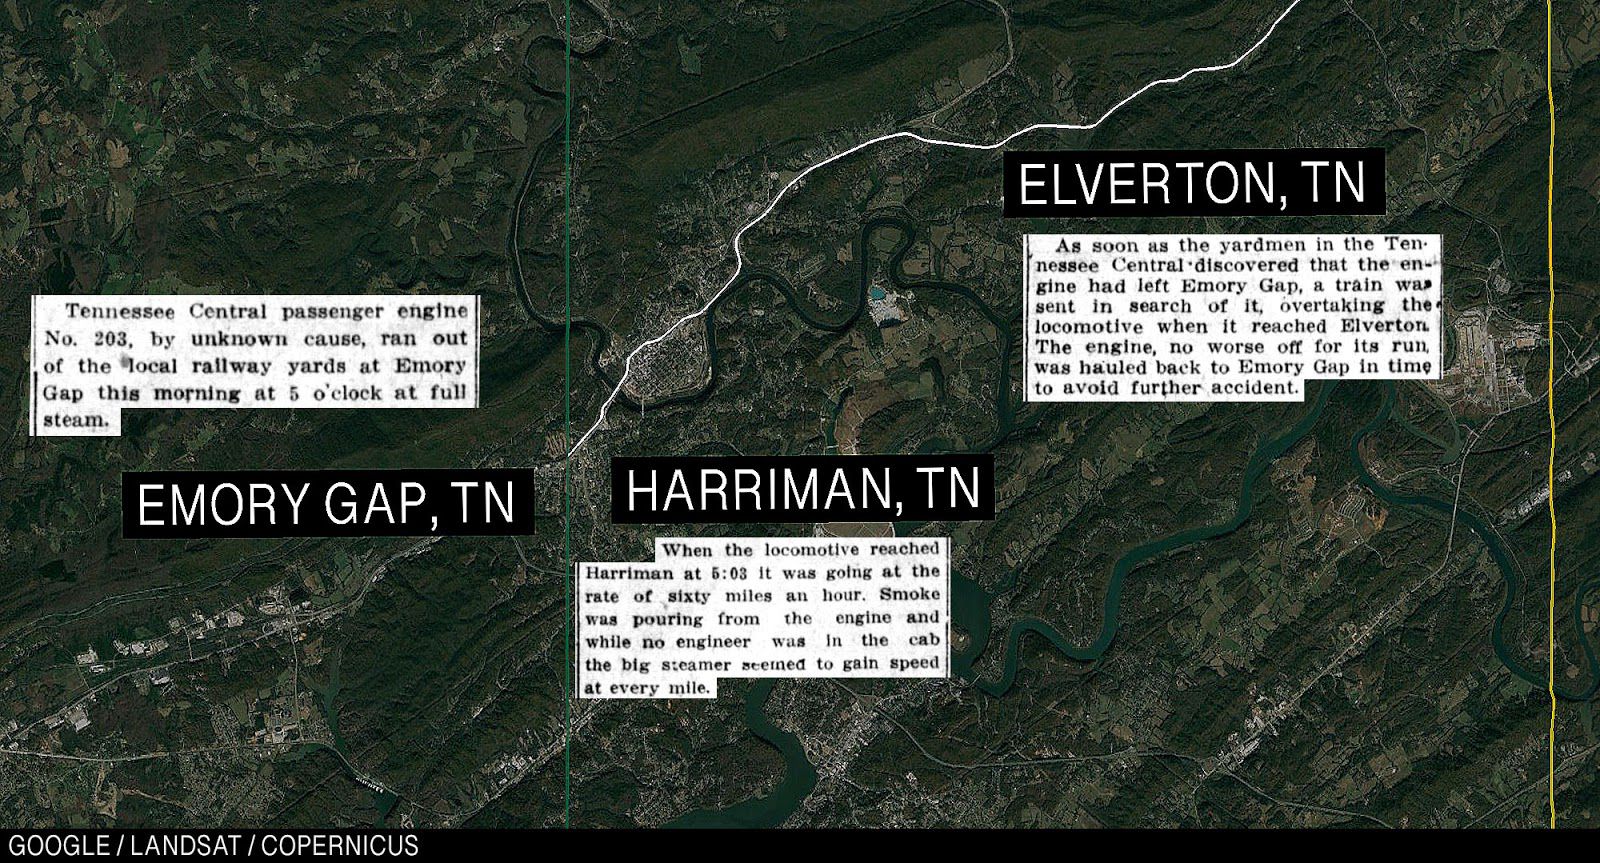 ELVERTON, TN
As soon as the yardmen in the Ten-
nessee Central discovered that the en-
gine had left Emory Gap, a train was
sent in search of it, overtaking the
locomotive when it reached Elverton.
The engine, no worse off for its run,
was hauled back to Emory Gap in time
to avoid further accident.
Tennessee Central passenger engine
No. 203, by unknown cause, ran out
of the local railway yards at Emory
Gap this morning at 5 o'clock at full
steam.
EMORY GAP, TN
HARRIMAN, TN
When the locomotive reached
Harriman at 5:03 it was going at the
rate of sixty miles an hour. Smoke
was pouring from the engine and
while no engineer was in the cab
the big steamer seemed to gain speed
at every mile.
GOOGLE / LANDSAT / COPERNICUS